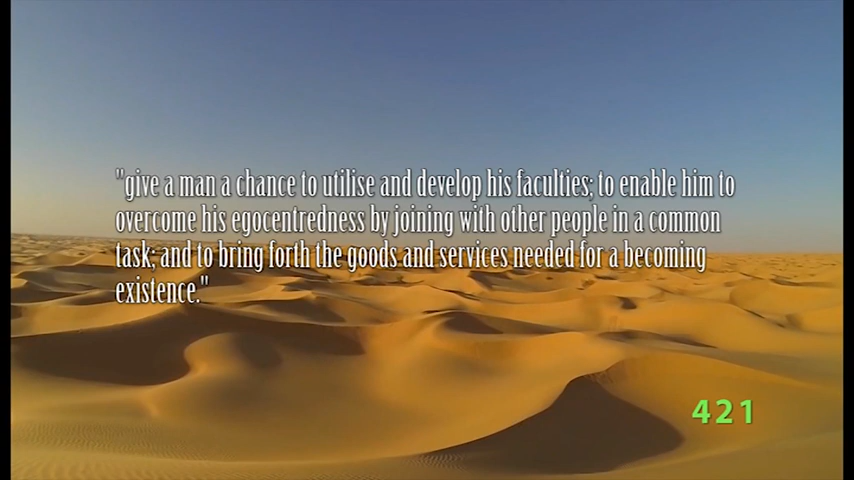 "give a man a chance to utilise and develop his faculties; to enable him to
overcome his egocentredness by joining with other people in a common
task; and to bring forth the goods and services needed for a becoming
existence."
421